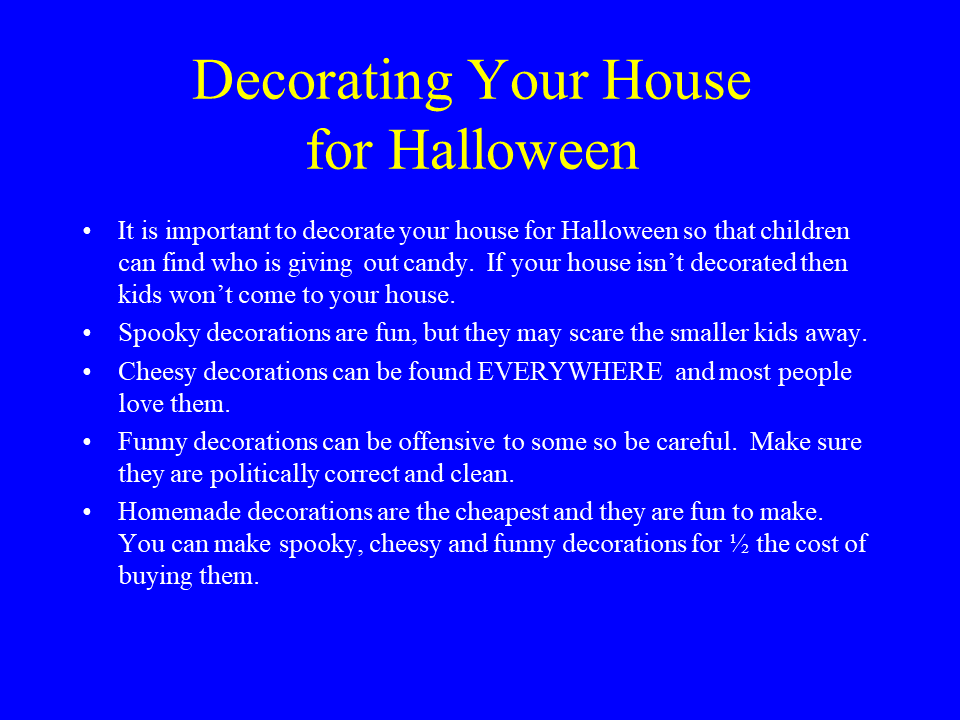 Decorating Your House
for Halloween
• It is important to decorate your house for Halloween so that children
can find who is giving out candy.  If your house isn’t decorated then
kids won’t come to your house.
• Spooky decorations are fun, but they may scare the smaller kids away.
• Cheesy decorations can be found EVERYWHERE  and most people
love them.
• Funny decorations can be offensive to some so be careful.  Make sure
they are politically correct and clean.
• Homemade decorations are the cheapest and they are fun to make.
You can make spooky, cheesy and funny decorations for ½ the cost of
buying them.